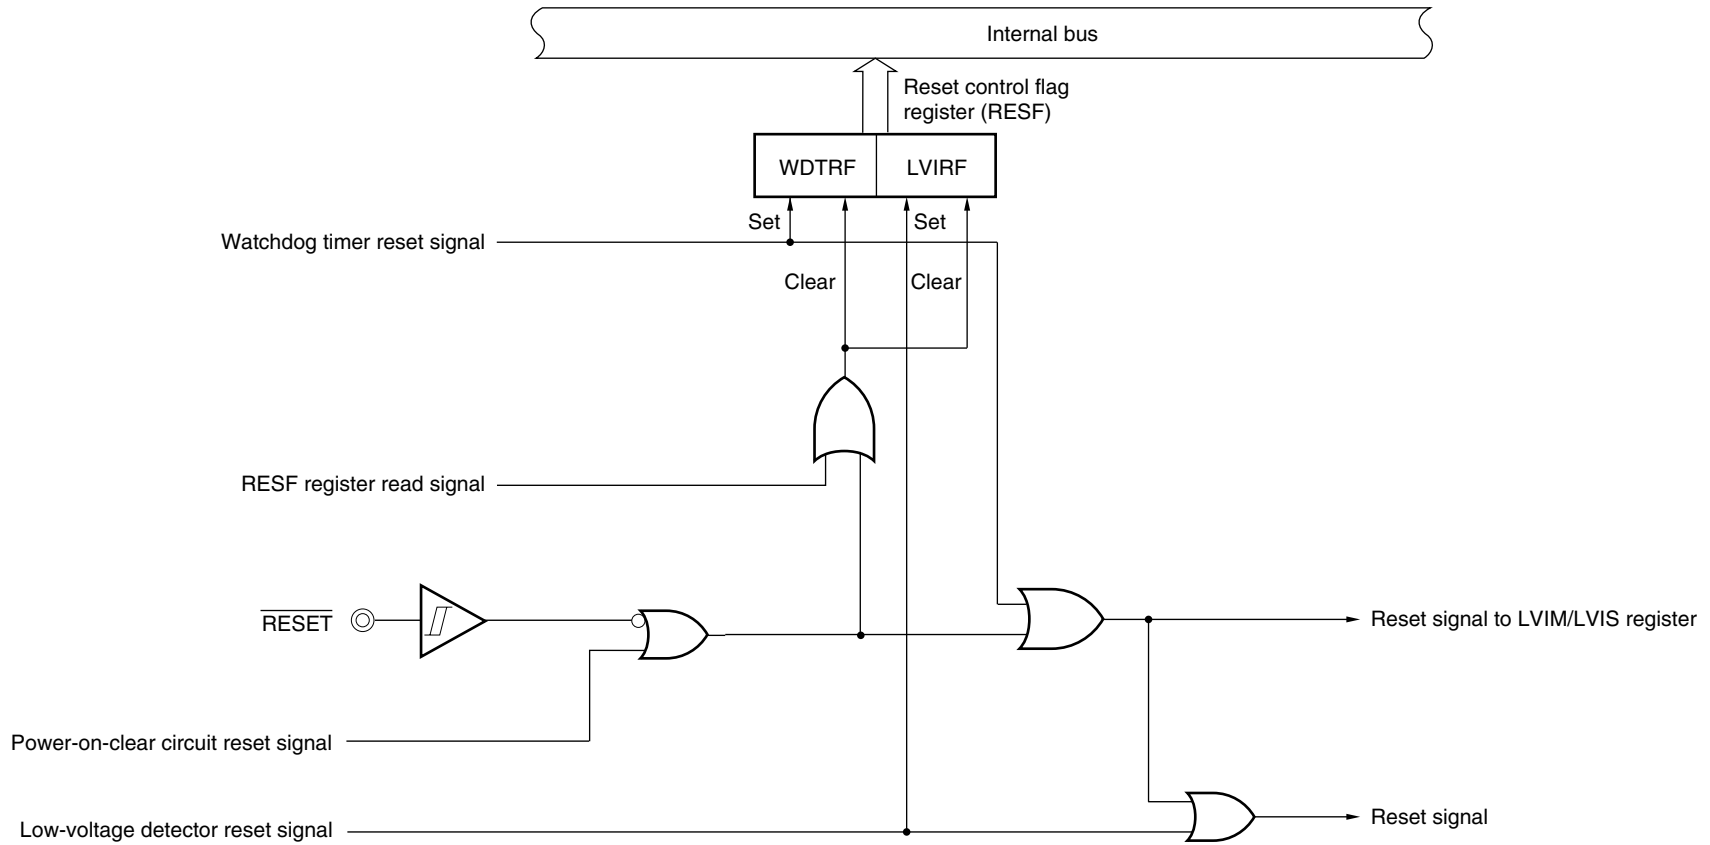 Internal bus
Reset control flag
register (RESF)
WDTRF
LVIRF
Set
Set
Watchdog timer reset signal
Clear
Clear
RESF register read signal
RESET
Reset signal to LVIM/LVIS register
Power-on-clear circuit reset signal
Reset signal
Low-voltage detector reset signal